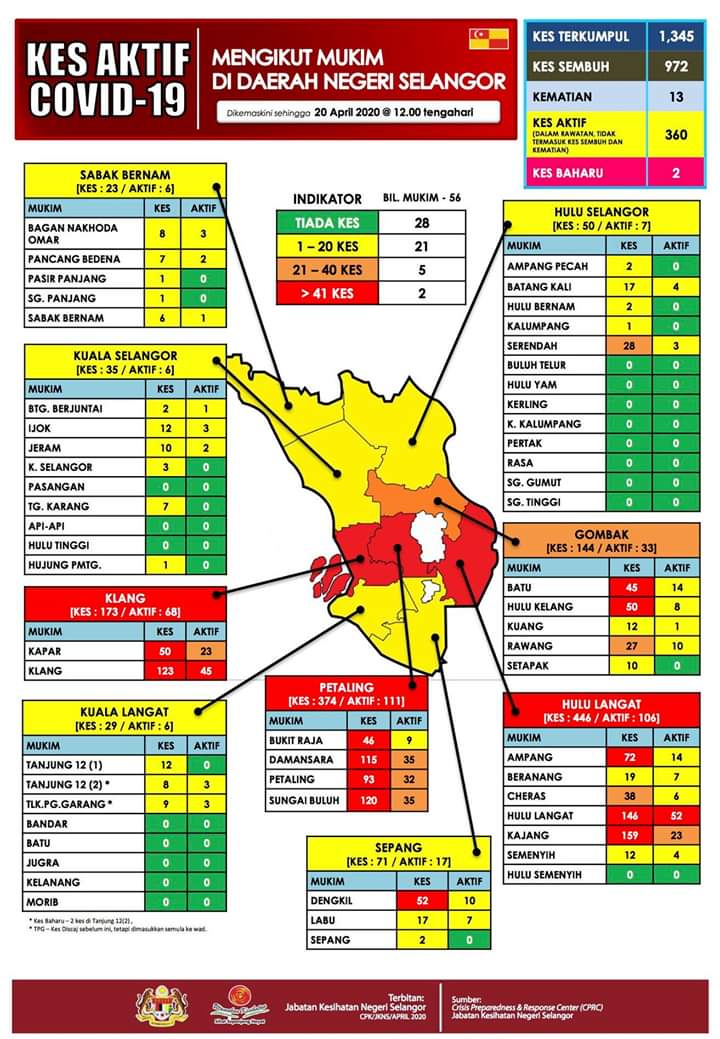 KES AKTIF
COVID-19
MENGIKUT MUKIM
DI DAERAH NEGERI SELANGOR
Dikemaskini sehingga 20 April 2020 @ 12.00 tengahari
KES TERKUMPUL 1,345
KES SEMBUH 972
KEMATIAN 13
KES AKTIF
(DALAM RAWATAN, TIDAK
TERMASUK KES SEMBUH DAN
KEMATIAN)
360
KES BAHARU 2
SABAK BERNAM
[KES : 23 / AKTIF : 6]
MUKIM KES AKTIF
BAGAN NAKHODA
OMAR 8 3
PANCANG BEDENA 7 2
PASIR PANJANG 1 0
SG. PANJANG 1 0
SABAK BERNAM 6 1
INDIKATOR BIL. MUKIM - 56
TIADA KES 28
1 – 20 KES 21
21 – 40 KES 5
> 41 KES 2
HULU SELANGOR
[KES : 50 / AKTIF : 7]
MUKIM KES AKTIF
AMPANG PECAH 2 0
BATANG KALI 17 4
HULU BERNAM 2 0
KALUMPANG 1 0
SERENDAH 28 3
BULUH TELUR 0 0
HULU YAM 0 0
KERLING 0 0
K. KALUMPANG 0 0
PERTAK 0 0
RASA 0 0
SG. GUMUT 0 0
SG. TINGGI 0 0
KUALA SELANGOR
[KES : 35 / AKTIF : 6]
MUKIM KES AKTIF
BTG. BERJUNTAI 2 1
IJOK 12 3
JERAM 10 2
K. SELANGOR 3 0
PASANGAN 0 0
TG. KARANG 7 0
API-API 0 0
HULU TINGGI 0 0
HUJUNG PMTG. 1 0
GOMBAK
[KES : 144 / AKTIF : 33]
MUKIM KES AKTIF
BATU 45 14
HULU KELANG 50 8
KUANG 12 1
RAWANG 27 10
SETAPAK 10 0
KLANG
[KES : 173 / AKTIF : 68]
MUKIM KES AKTIF
KAPAR 50 23
KLANG 123 45
PETALING
[KES : 374 / AKTIF : 111]
MUKIM KES AKTIF
BUKIT RAJA 46 9
DAMANSARA 115 35
PETALING 93 32
SUNGAI BULUH 120 35
HULU LANGAT
[KES : 446 / AKTIF : 106]
MUKIM KES AKTIF
AMPANG 72 14
BERANANG 19 7
CHERAS 38 6
HULU LANGAT 146 52
KAJANG 159 23
SEMENYIH 12 4
HULU SEMENYIH 0 0
KUALA LANGAT
[KES : 29 / AKTIF : 6]
MUKIM KES AKTIF
TANJUNG 12 (1) 12 0
TANJUNG 12 (2) * 8 3
TLK.PG.GARANG * 9 3
BANDAR 0 0
BATU 0 0
JUGRA 0 0
KELANANG 0 0
MORIB 0 0
* Kes Baharu – 2 kes di Tanjung 12(2) ,
* TPG – Kes Discaj sebelum ini, tetapi dimasukkan semula ke wad.
SEPANG
[KES : 71 / AKTIF : 17]
MUKIM KES AKTIF
DENGKIL 52 10
LABU 17 7
SEPANG 2 0
Terbitan:
Jabatan Kesihatan Negeri Selangor
CPK/JKNS/APRIL 2020
Sumber:
Crisis Preparedness & Response Center (CPRC)
Jabatan Kesihatan Negeri Selangor